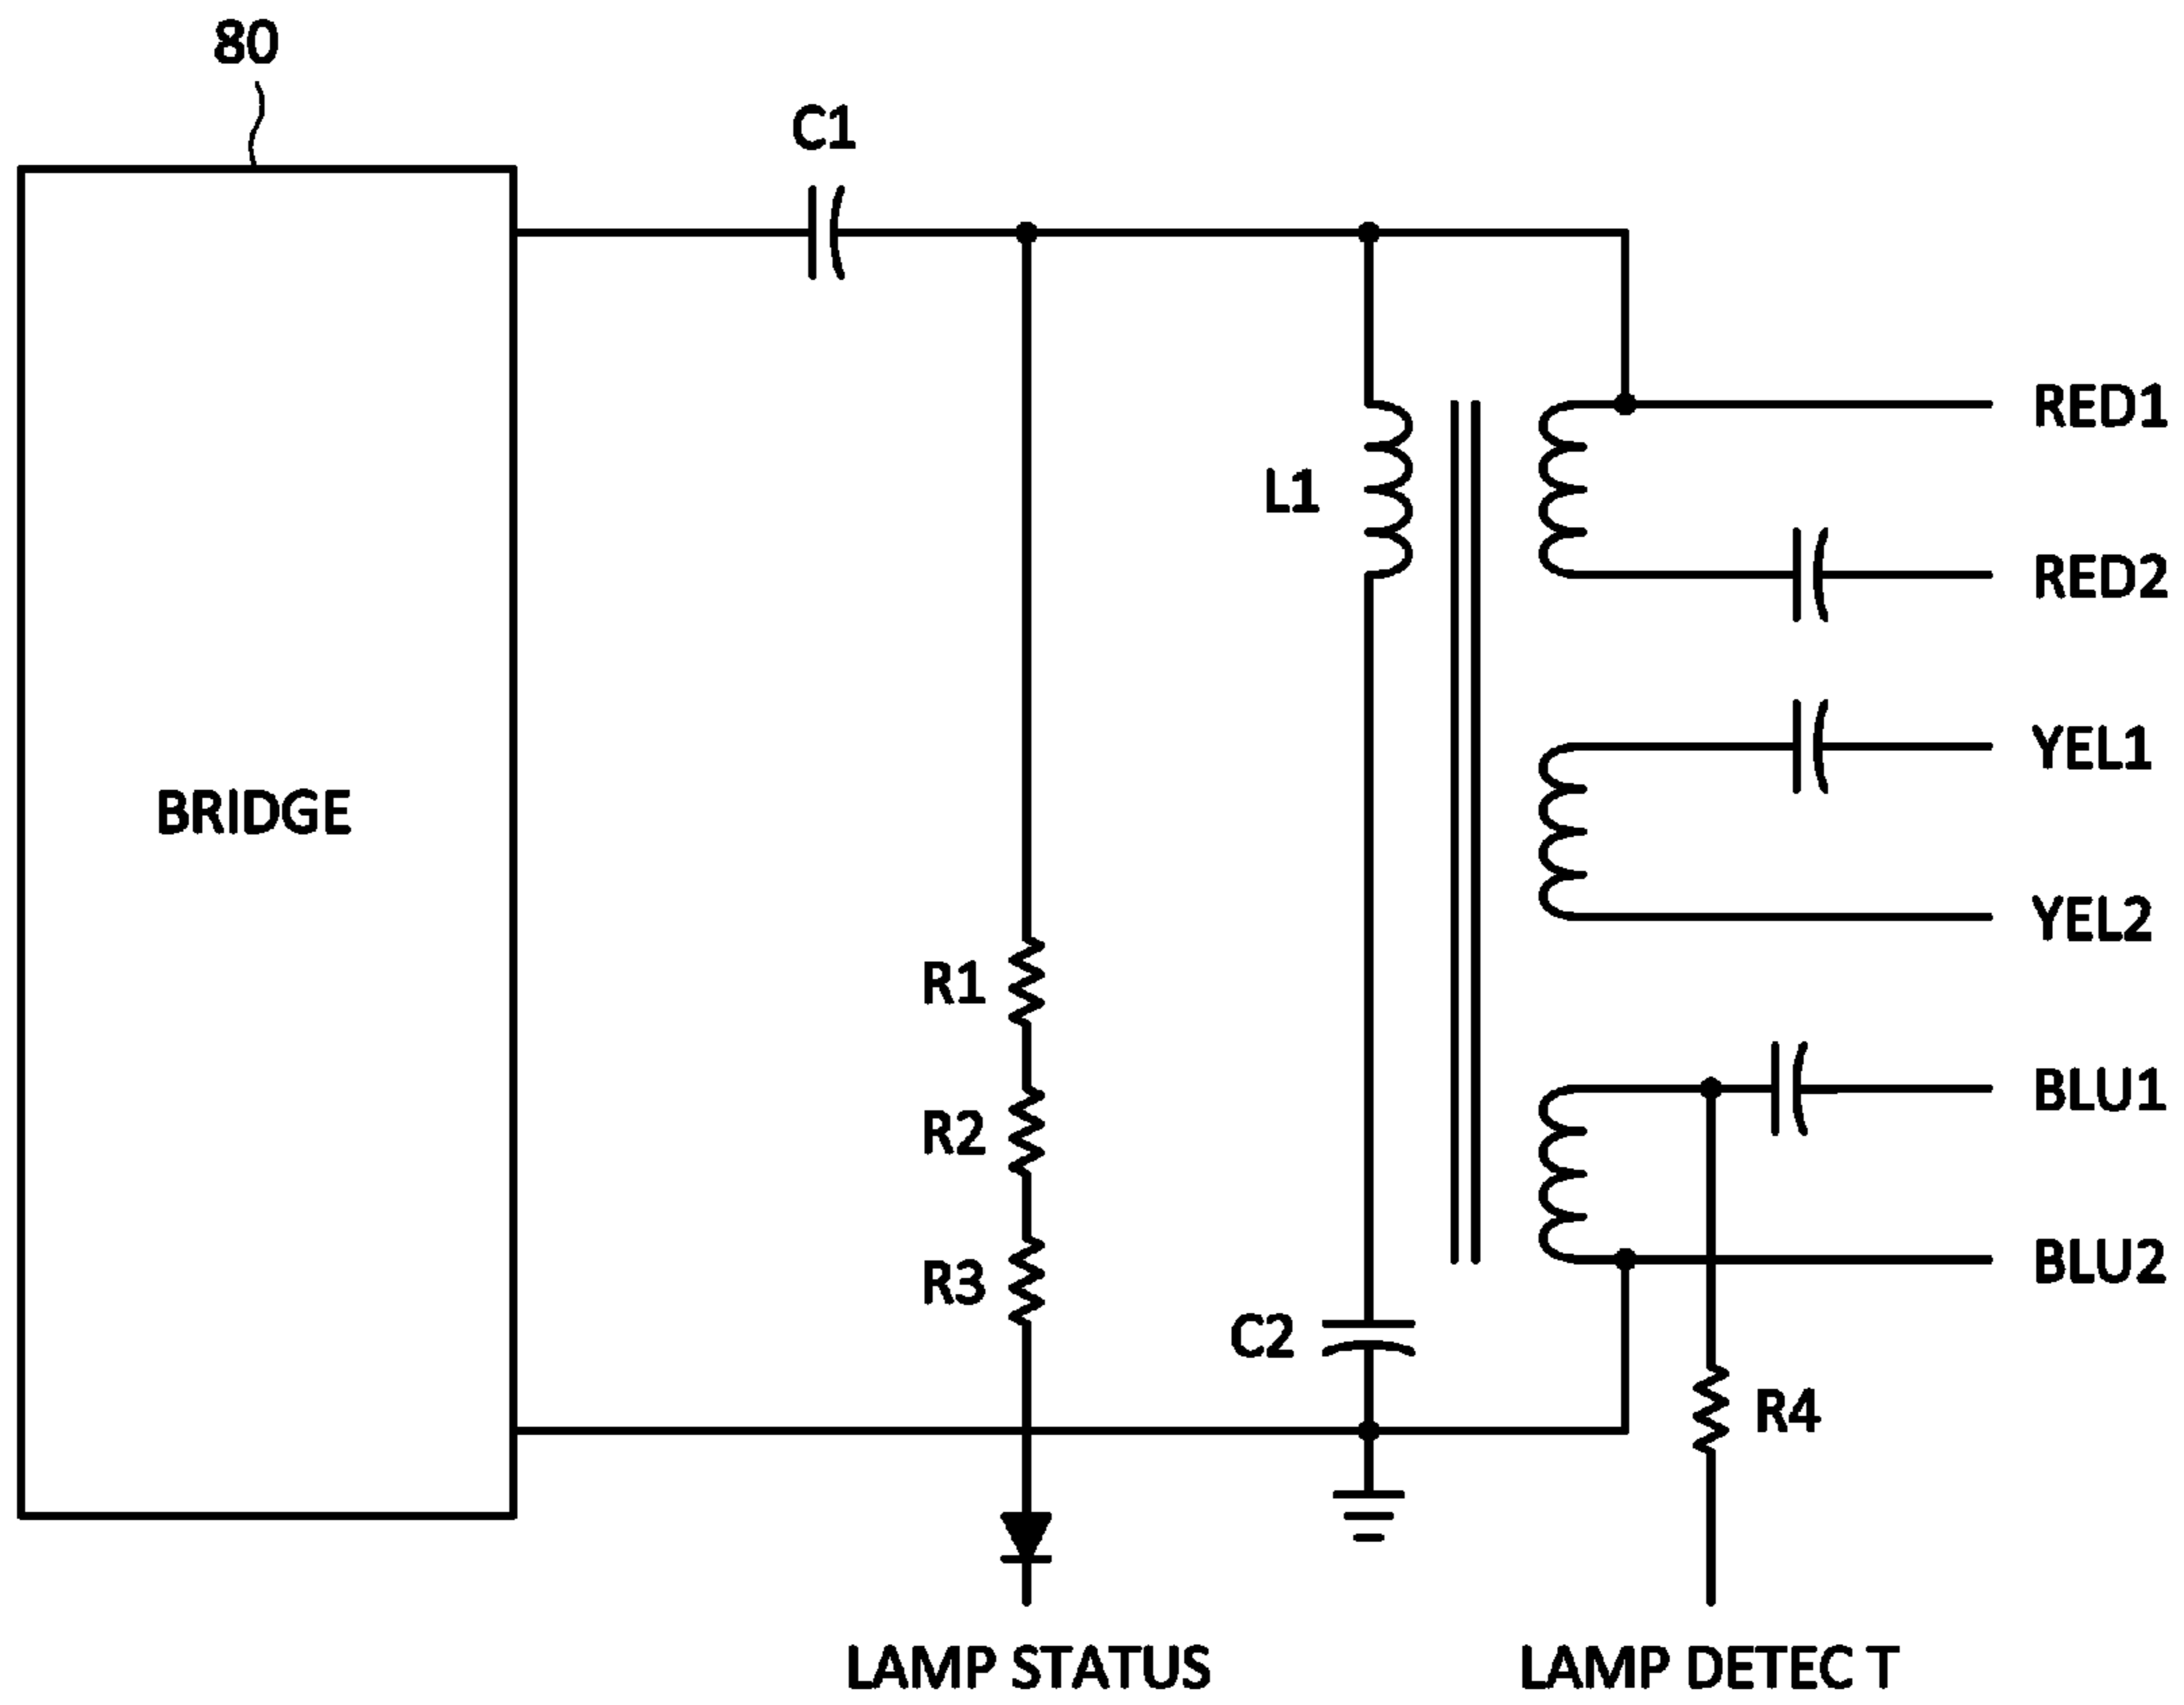 80
C1
RED1
L1
RED2
YEL1
BRIDGE
YEL2
R1
BLU1
R2
BLU2
R3
C2
R4
LAMP STATUS
LAMP DETEC T